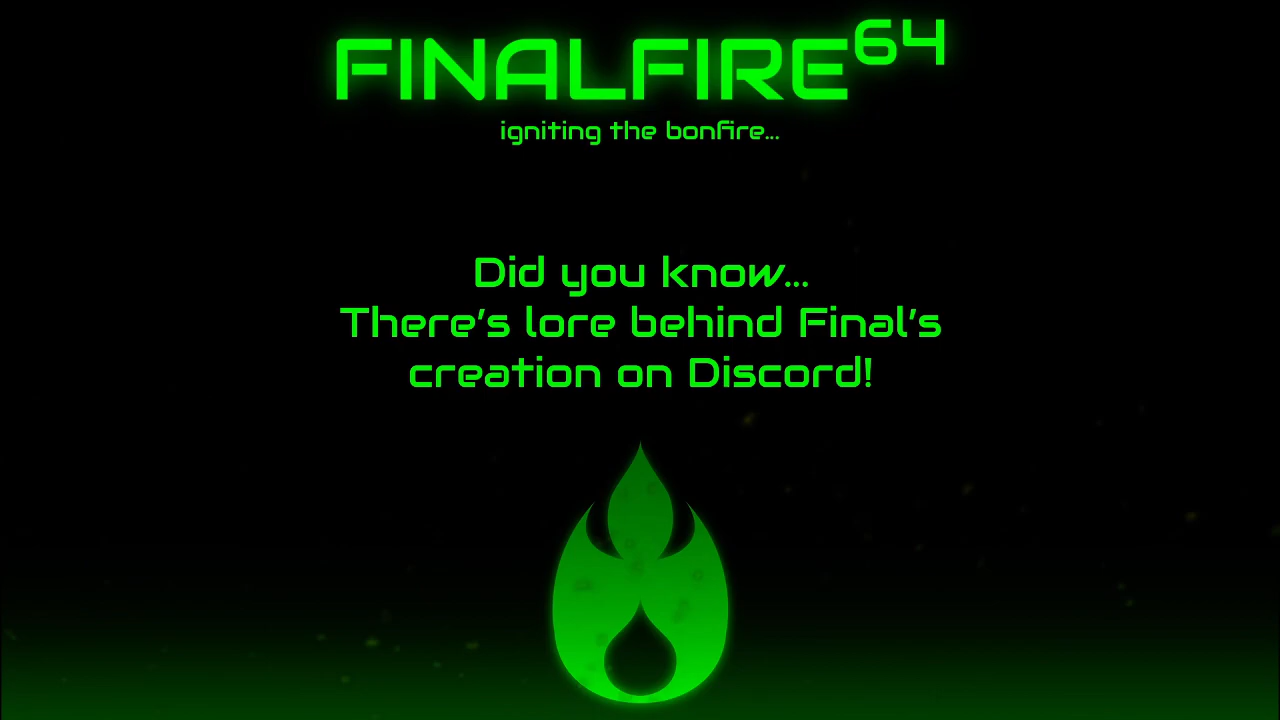 FINALFIRE64
igniting the bonfire...
Did you know...
There's lore behind Final's
creation on Discord!